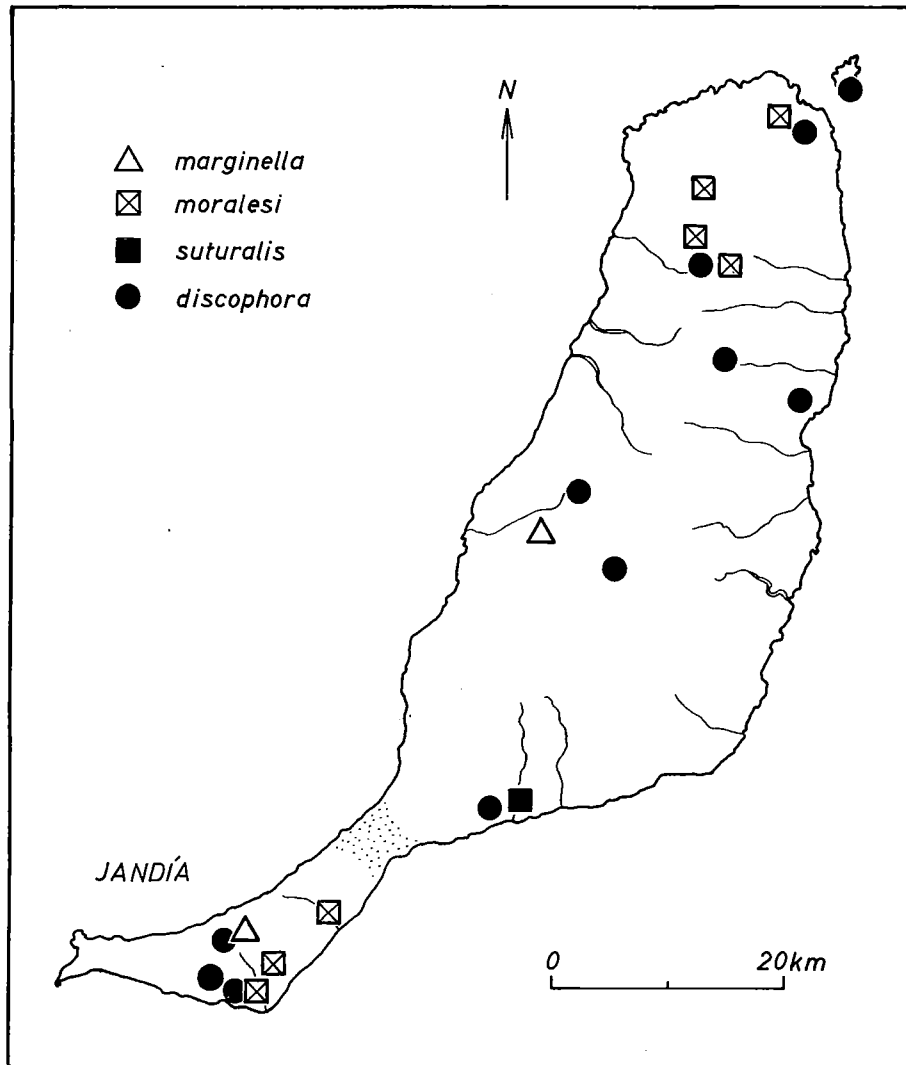 N
marginella
moralesi
suturalis
discophora
JANDÍA
0 20km